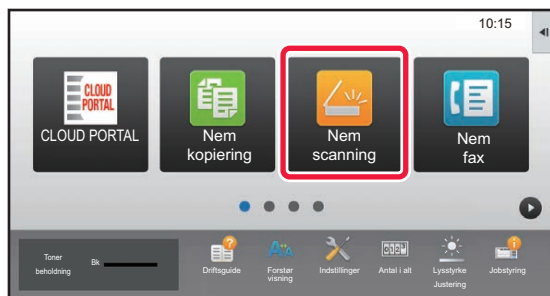 10:15
CLOUD
PORTAL
CLOUD PORTAL
Nem
kopiering
Nem
scanning
Nem
fax
Toner
beholdning
Bk
Driftsguide
Forstør
visning
Indstillinger
Antal i alt
Lysstyrke
Justering
Jobstyring